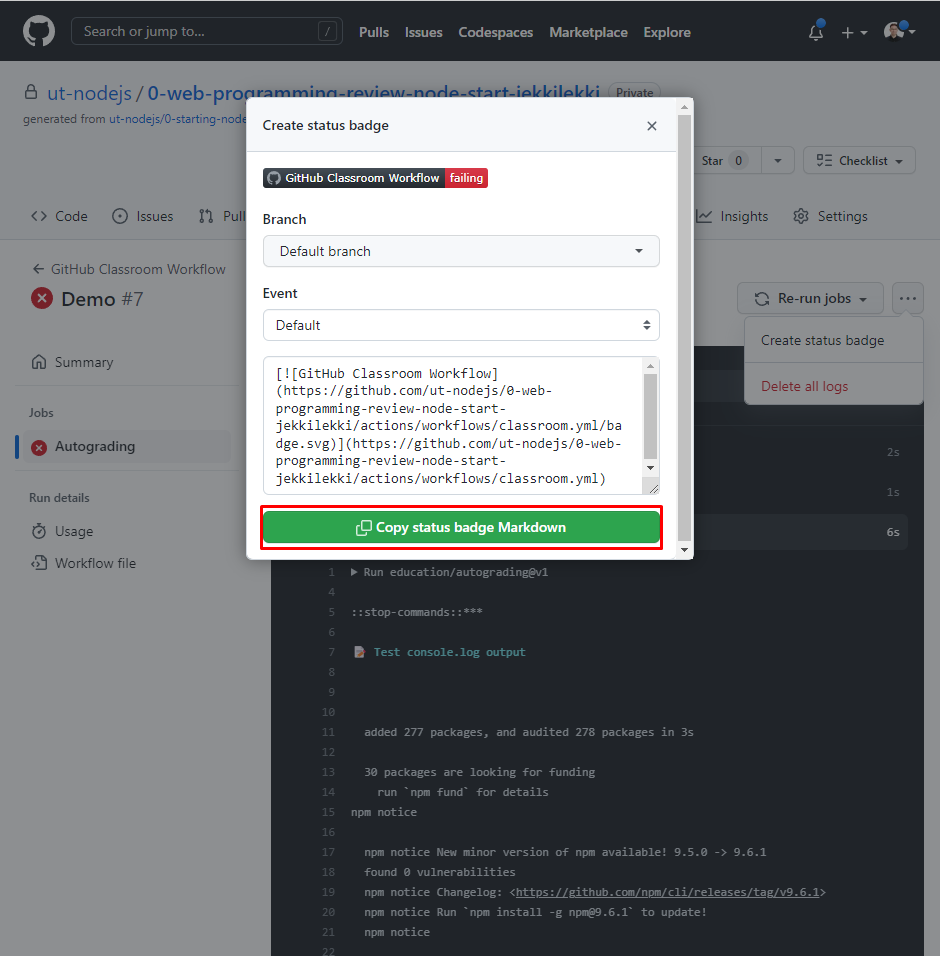 Search or jump to...
/
Pulls
Issues
Codespaces
Marketplace
Explore
ut-nodejs / 0-web-programming-review-node-start-jekkilekki
Private
generated from ut-nodejs/0-starting-node
Star 0
Checklist
Code
Issues
Pull
Insights
Settings
GitHub Classroom Workflow
Demo #7
Re-run jobs
...
Create status badge
Delete all logs
Summary
Jobs
Autograding
Run details
Usage
Workflow file
Create status badge
GitHub Classroom Workflow failing
Branch
Default branch
Event
Default
[![GitHub Classroom Workflow]
(https://github.com/ut-nodejs/0-web-
programming-review-node-start-
jekkilekki/actions/workflows/classroom.yml/ba
dge.svg)](https://github.com/ut-nodejs/0-web-
programming-review-node-start-
jekkilekki/actions/workflows/classroom.yml)
Copy status badge Markdown
2s
1s
6s
1 Run education/autograding@v1
4
5 ::stop-commands::***
6
7 📝 Test console.log output
8
9
10
11 added 277 packages, and audited 278 packages in 3s
12
13 30 packages are looking for funding
14 run `npm fund` for details
15 npm notice
16
17 npm notice New minor version of npm available! 9.5.0 -> 9.6.1
18 found 0 vulnerabilities
19 npm notice Changelog: <https://github.com/npm/cli/releases/tag/v9.6.1>
20 npm notice Run `npm install -g npm@9.6.1` to update!
21 npm notice
22